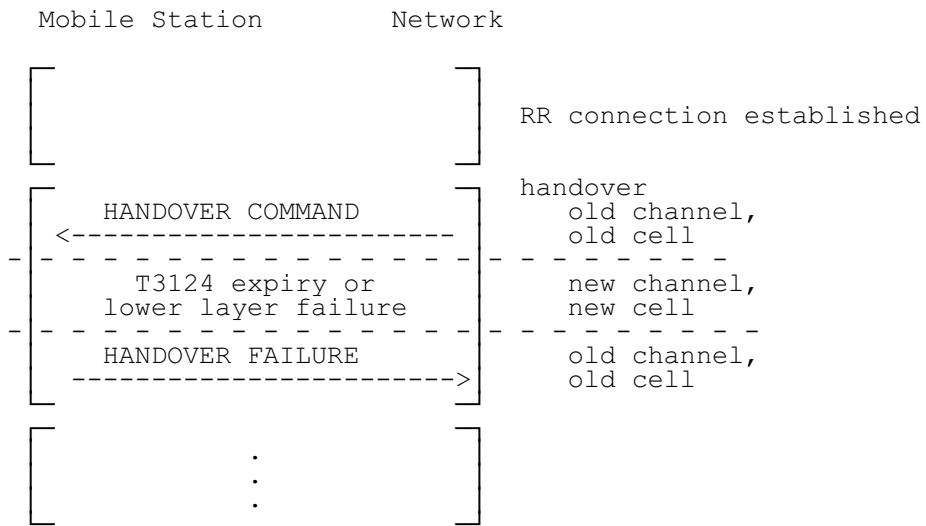 Mobile Station Network
RR connection established
handover
HANDOVER COMMAND old channel,
old cell
T3124 expiry or new channel,
lower layer failure new cell
HANDOVER FAILURE old channel,
old cell